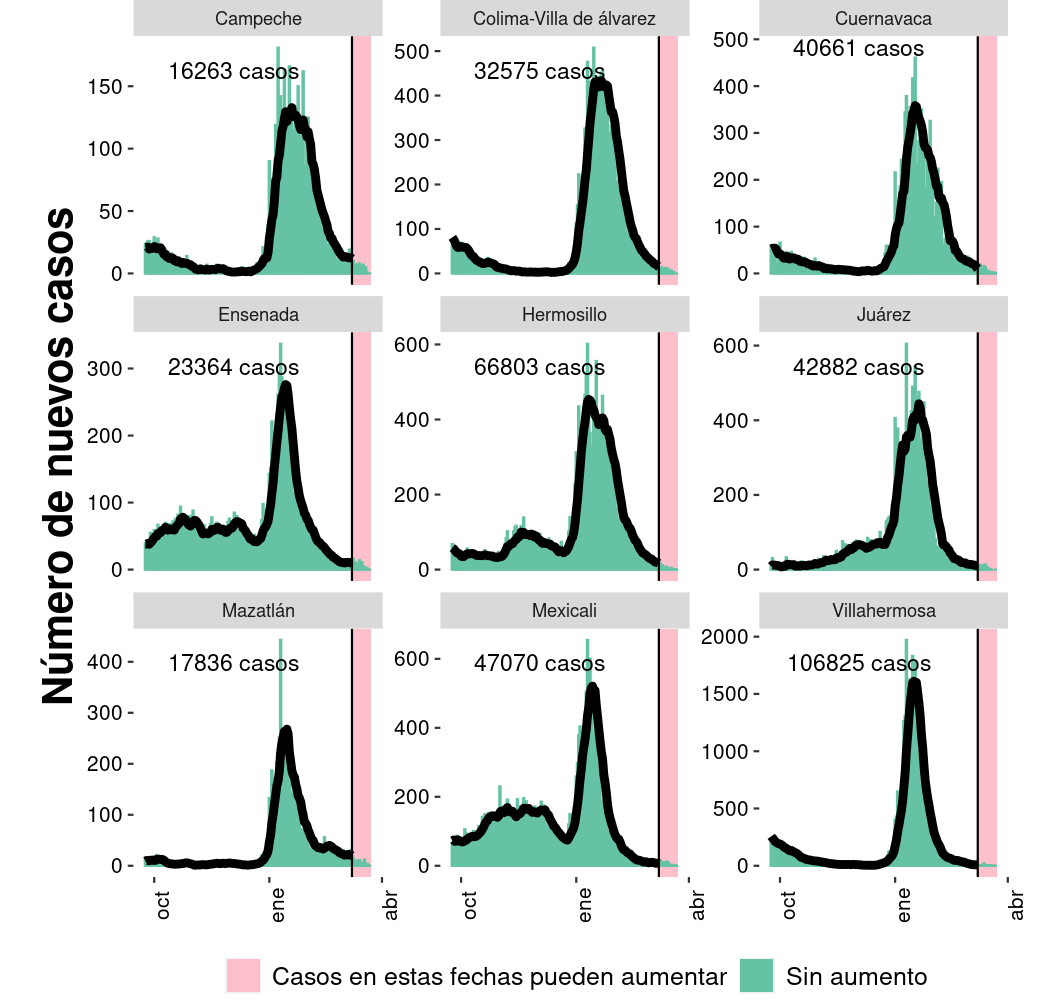 Número de nuevos casos
Campeche
16263 casos
150
100
50
0
Colima-Villa de álvarez
32575 casos
500
400
300
200
100
0
Cuernavaca
40661 casos
500
400
300
200
100
0
Ensenada
23364 casos
300
200
100
0
Hermosillo
66803 casos
600
400
200
0
Juárez
42882 casos
600
400
200
0
Mazatlán
17836 casos
400
300
200
100
0
oct
ene
abr
Mexicali
47070 casos
600
400
200
0
oct
ene
abr
Villahermosa
106825 casos
2000
1500
1000
500
0
oct
ene
abr
Casos en estas fechas pueden aumentar
Sin aumento